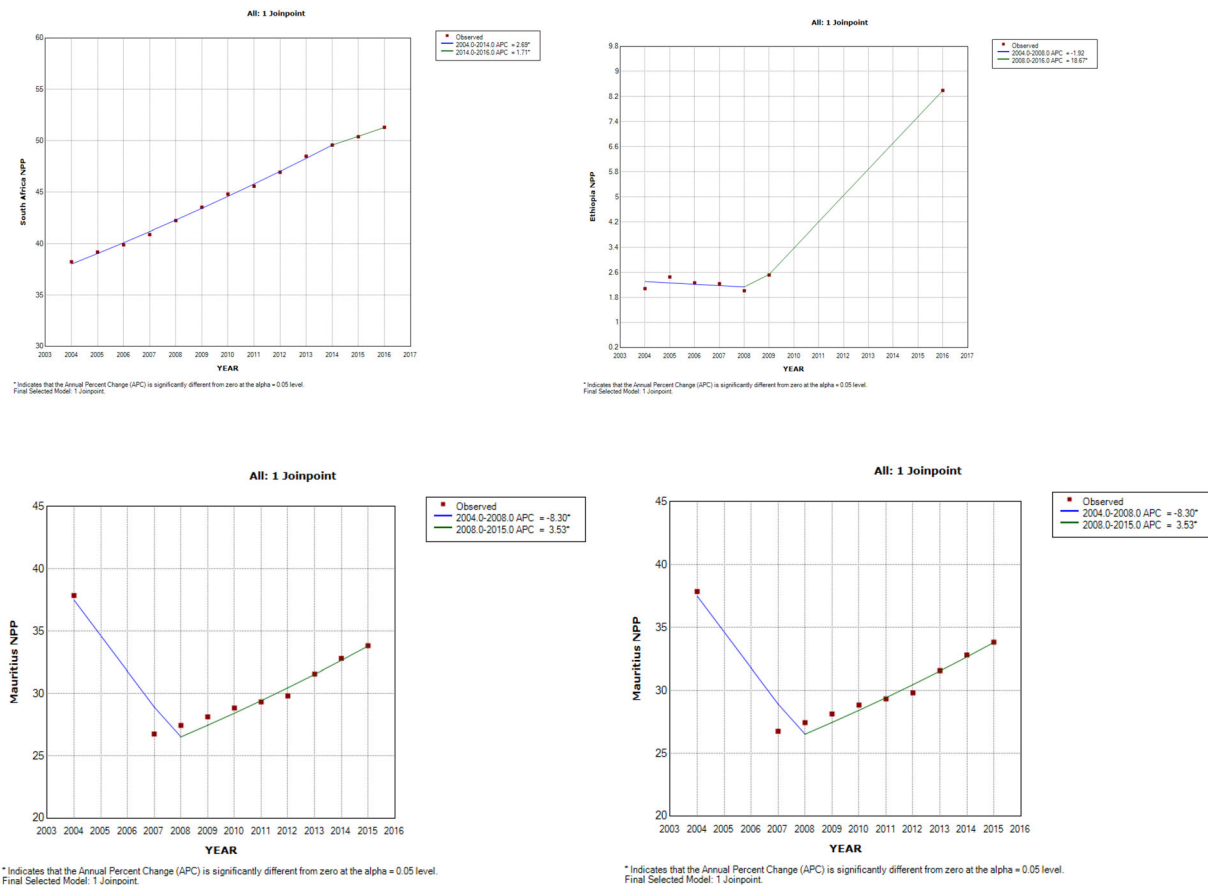 All: 1 Joinpoint
Observed
2004.0-2014.0 APC = 2.69*
2014.0-2016.0 APC = 1.71*
South Africa NPP
60
55
50
45
40
35
30
2003 2004 2005 2006 2007 2008 2009 2010 2011 2012 2013 2014 2015 2016 2017
YEAR
* Indicates that the Annual Percent Change (APC) is significantly different from zero at the alpha = 0.05 level.
Final Selected Model: 1 Joinpoint.
All: 1 Joinpoint
Observed
2004.0-2008.0 APC = -1.92
2008.0-2016.0 APC = 18.67*
Ethiopia NPP
9.8
9
8.2
7.4
6.6
5.8
5
4.2
3.4
2.6
1.8
1
0.2
2003 2004 2005 2006 2007 2008 2009 2010 2011 2012 2013 2014 2015 2016 2017
YEAR
* Indicates that the Annual Percent Change (APC) is significantly different from zero at the alpha = 0.05 level.
Final Selected Model: 1 Joinpoint.
All: 1 Joinpoint
Observed
2004.0-2008.0 APC = -8.30*
2008.0-2015.0 APC = 3.53*
Mauritius NPP
45
40
35
30
25
20
2003 2004 2005 2006 2007 2008 2009 2010 2011 2012 2013 2014 2015 2016
YEAR
* Indicates that the Annual Percent Change (APC) is significantly different from zero at the alpha = 0.05 level.
Final Selected Model: 1 Joinpoint.
All: 1 Joinpoint
Observed
2004.0-2008.0 APC = -8.30*
2008.0-2015.0 APC = 3.53*
Mauritius NPP
45
40
35
30
25
20
2003 2004 2005 2006 2007 2008 2009 2010 2011 2012 2013 2014 2015 2016
YEAR
* Indicates that the Annual Percent Change (APC) is significantly different from zero at the alpha = 0.05 level.
Final Selected Model: 1 Joinpoint.